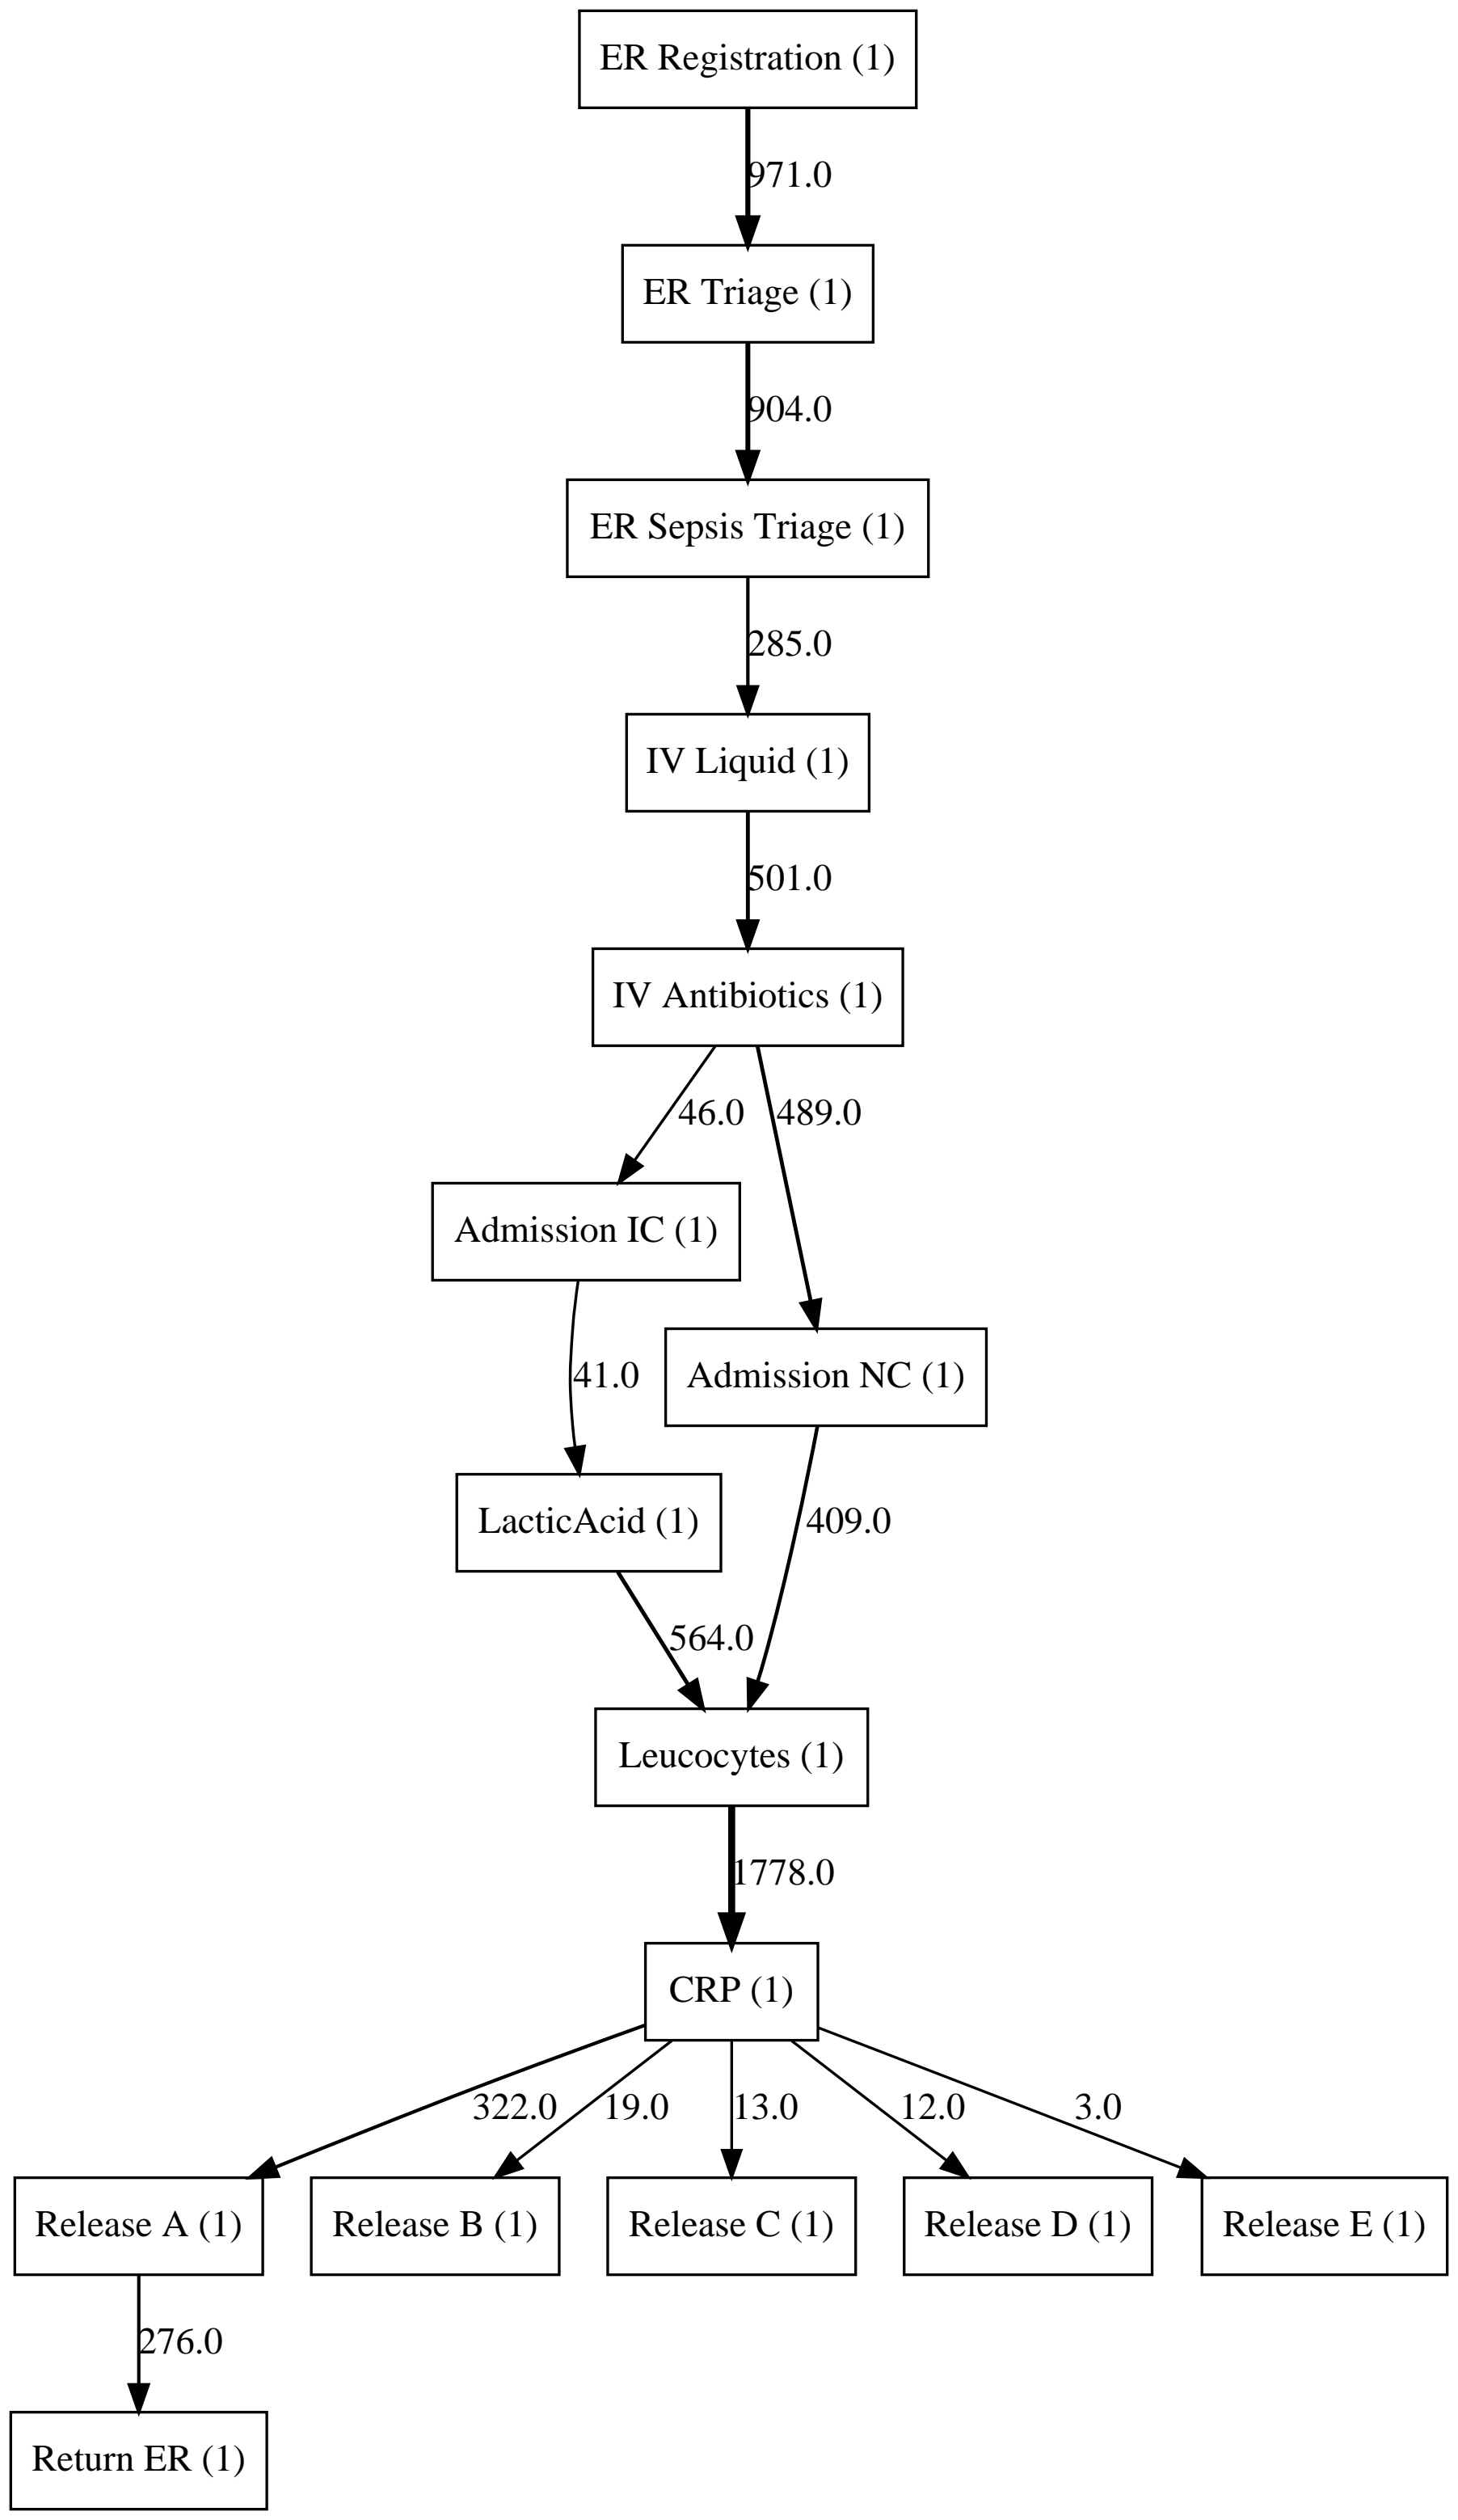 ER Registration (1)
971.0
ER Triage (1)
904.0
ER Sepsis Triage (1)
285.0
IV Liquid (1)
501.0
IV Antibiotics (1)
46.0
489.0
Admission IC (1)
41.0
Admission NC (1)
LacticAcid (1)
409.0
564.0
Leucocytes (1)
1778.0
CRP (1)
322.0
19.0
13.0
12.0
3.0
Release A (1)
Release B (1)
Release C (1)
Release D (1)
Release E (1)
276.0
Return ER (1)